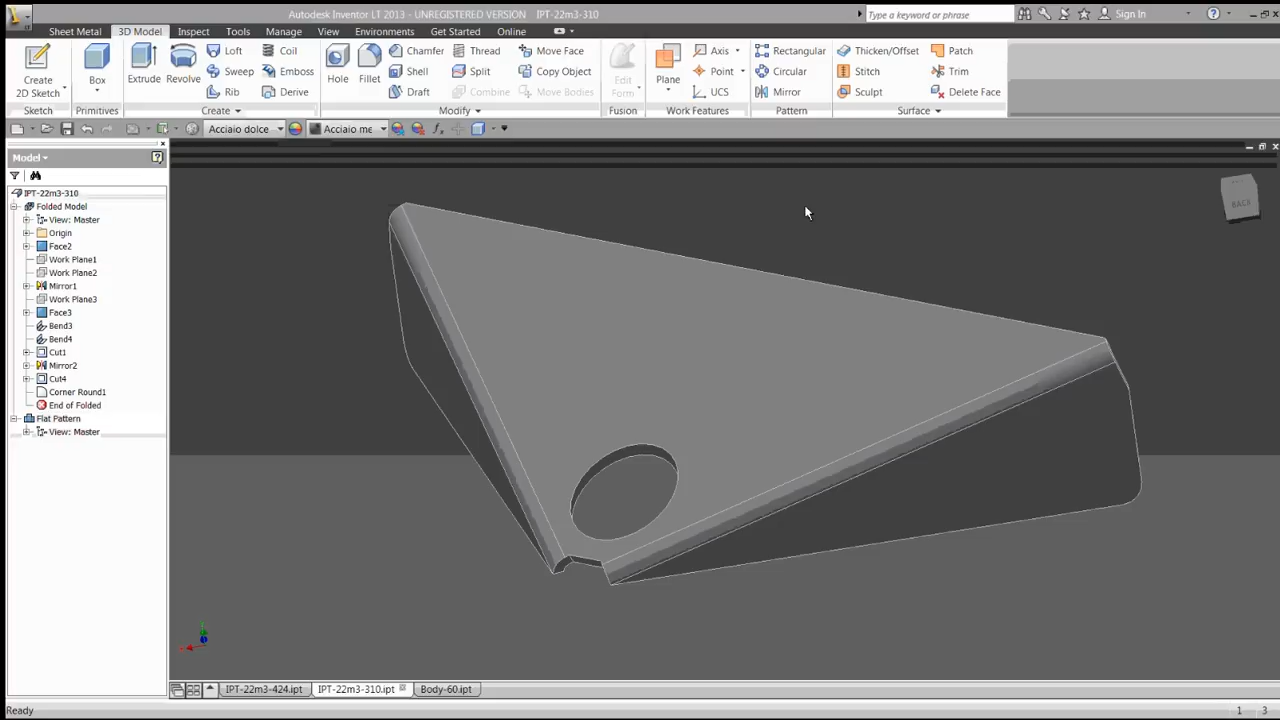 Autodesk Inventor LT 2013 - UNREGISTERED VERSION IPT-22m3-310
Type a keyword or phrase
Sign In
Sheet Metal 3D Model Inspect Tools Manage View Environments Get Started Online
Create 2D Sketch
Box
Extrude
Revolve
Loft
Sweep
Rib
Coil
Emboss
Derive
Hole
Fillet
Chamfer
Shell
Draft
Thread
Split
Combine
Move Face
Copy Object
Move Bodies
Edit Form
Plane
Axis
Point
UCS
Rectangular
Circular
Mirror
Thicken/Offset
Stitch
Sculpt
Patch
Trim
Delete Face
Sketch Primitives Create Modify Fusion Work Features Pattern Surface
Acciaio dolce
Acciaio me
Model
IPT-22m3-310
Folded Model
View: Master
Origin
Face2
Work Plane1
Work Plane2
Mirror1
Work Plane3
Face3
Bend3
Bend4
Cut1
Mirror2
Cut4
Corner Round1
End of Folded
Flat Pattern
View: Master
BACK
IPT-22m3-424.ipt IPT-22m3-310.ipt Body-60.ipt
Ready
1 3